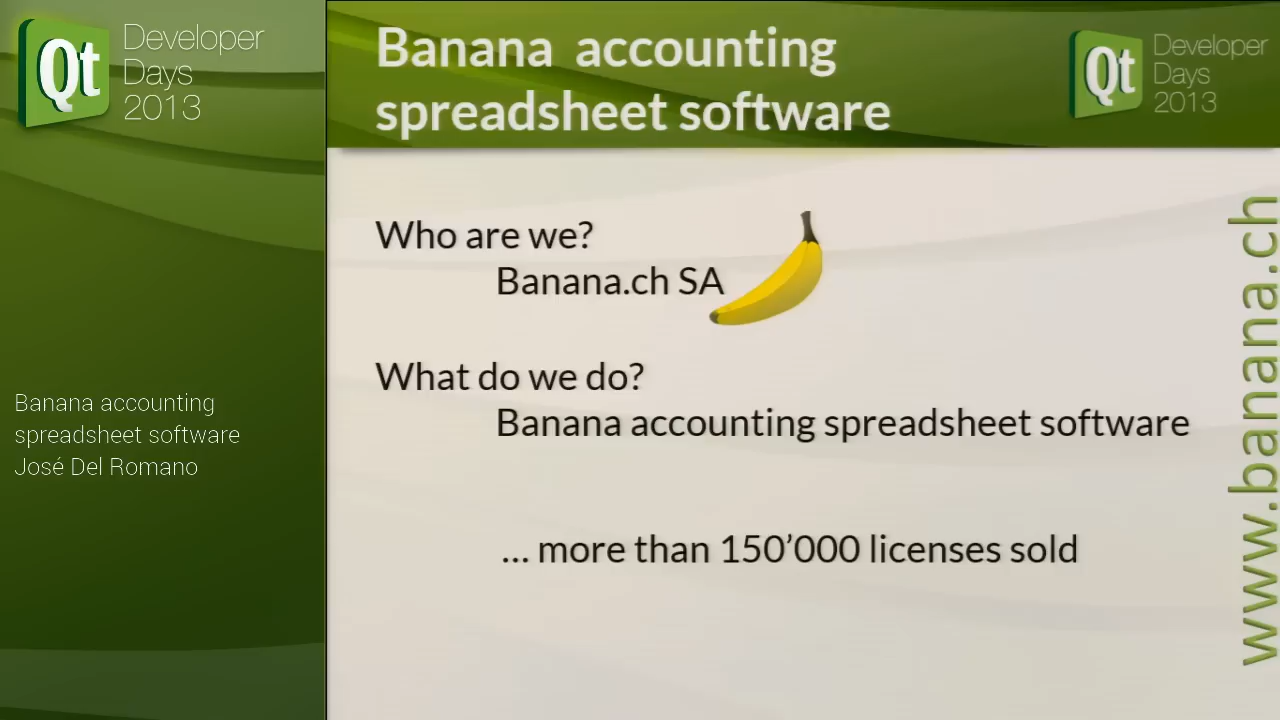 Qt
Developer
Days
2013
Banana accounting
spreadsheet software
José Del Romano
Banana accounting
spreadsheet software
Qt
Developer
Days
2013
Who are we?
Banana.ch SA
What do we do?
Banana accounting spreadsheet software
... more than 150’000 licenses sold
www.banana.ch